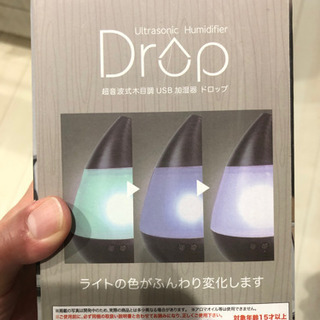 Ultrasonic Humidifier
Drop
超音波式木目調 USB 加湿器 ドロップ
ライトの色がふんわり変化します
対象年齢15才以上